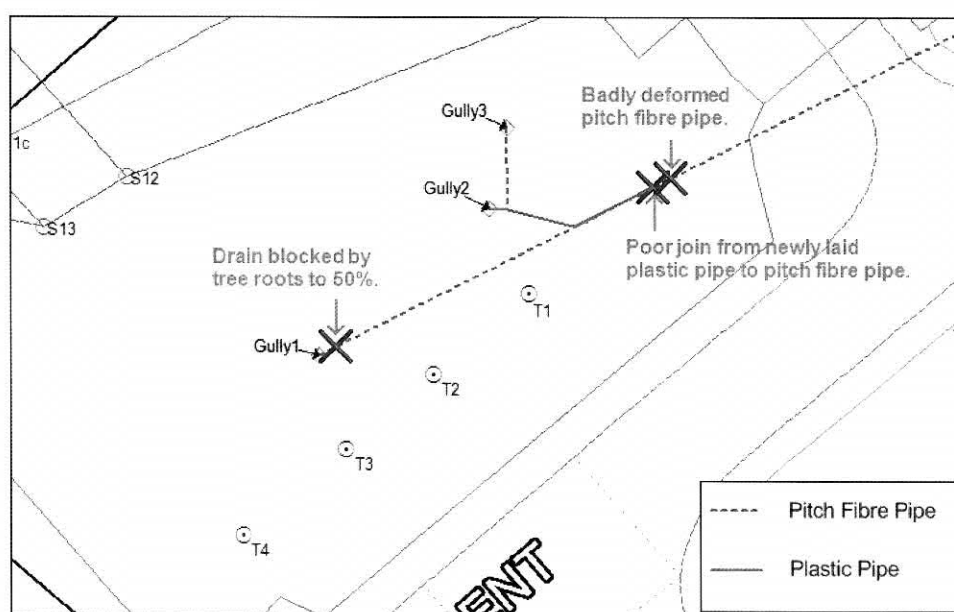 Badly deformed
pitch fibre pipe.
Gully3
1c
S12
Gully2
S13
Drain blocked by
tree roots to 50%.
Poor join from newly laid
plastic pipe to pitch fibre pipe.
T1
Gully1
T2
T3
T4
ENT
Pitch Fibre Pipe
Plastic Pipe